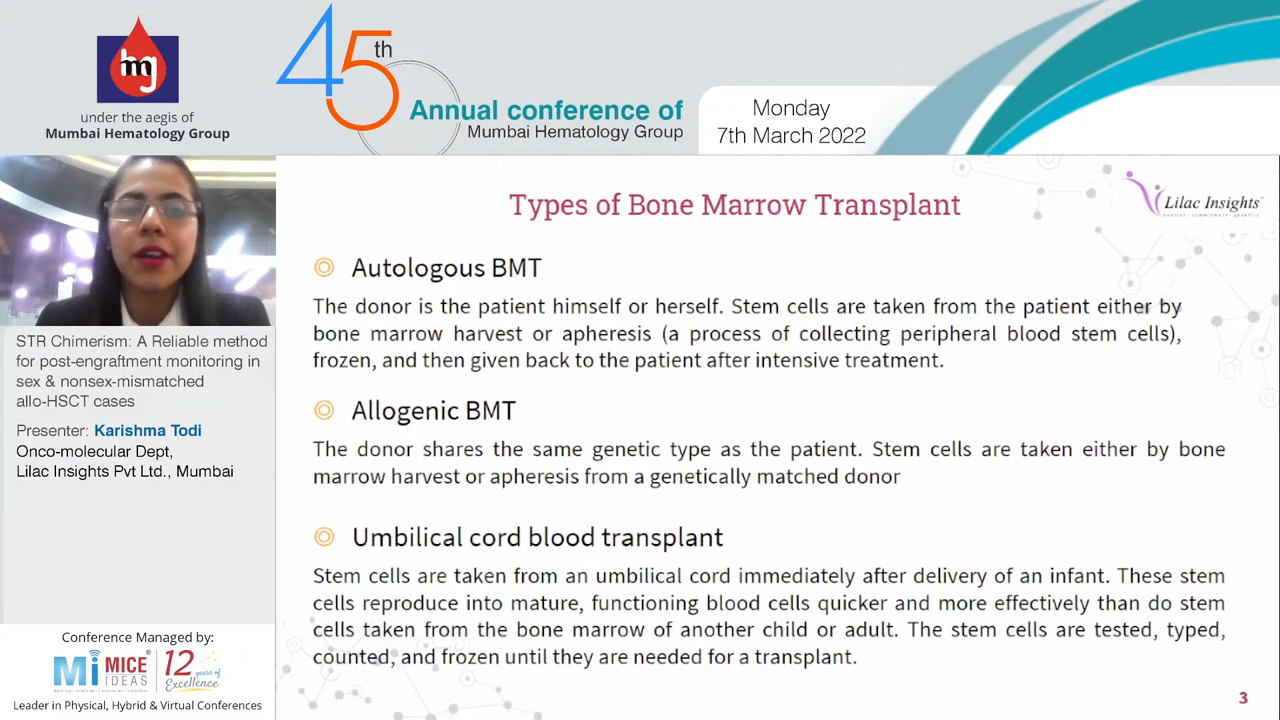 hg
under the aegis of
Mumbai Hematology Group
45th
Annual conference of
Mumbai Hematology Group
Monday
7th March 2022
STR Chimerism: A Reliable method
for post-engraftment monitoring in
sex & nonsex-mismatched
allo-HSCT cases
Presenter: Karishma Todi
Onco-molecular Dept,
Lilac Insights Pvt Ltd., Mumbai
Conference Managed by:
Mi MICE IDEAS
12 years of
Excellence
Leader in Physical, Hybrid & Virtual Conferences
Lilac Insights™
Types of Bone Marrow Transplant
Autologous BMT
The donor is the patient himself or herself. Stem cells are taken from the patient either by
bone marrow harvest or apheresis (a process of collecting peripheral blood stem cells),
frozen, and then given back to the patient after intensive treatment.
Allogenic BMT
The donor shares the same genetic type as the patient. Stem cells are taken either by bone
marrow harvest or apheresis from a genetically matched donor
Umbilical cord blood transplant
Stem cells are taken from an umbilical cord immediately after delivery of an infant. These stem
cells reproduce into mature, functioning blood cells quicker and more effectively than do stem
cells taken from the bone marrow of another child or adult. The stem cells are tested, typed,
counted, and frozen until they are needed for a transplant.
3